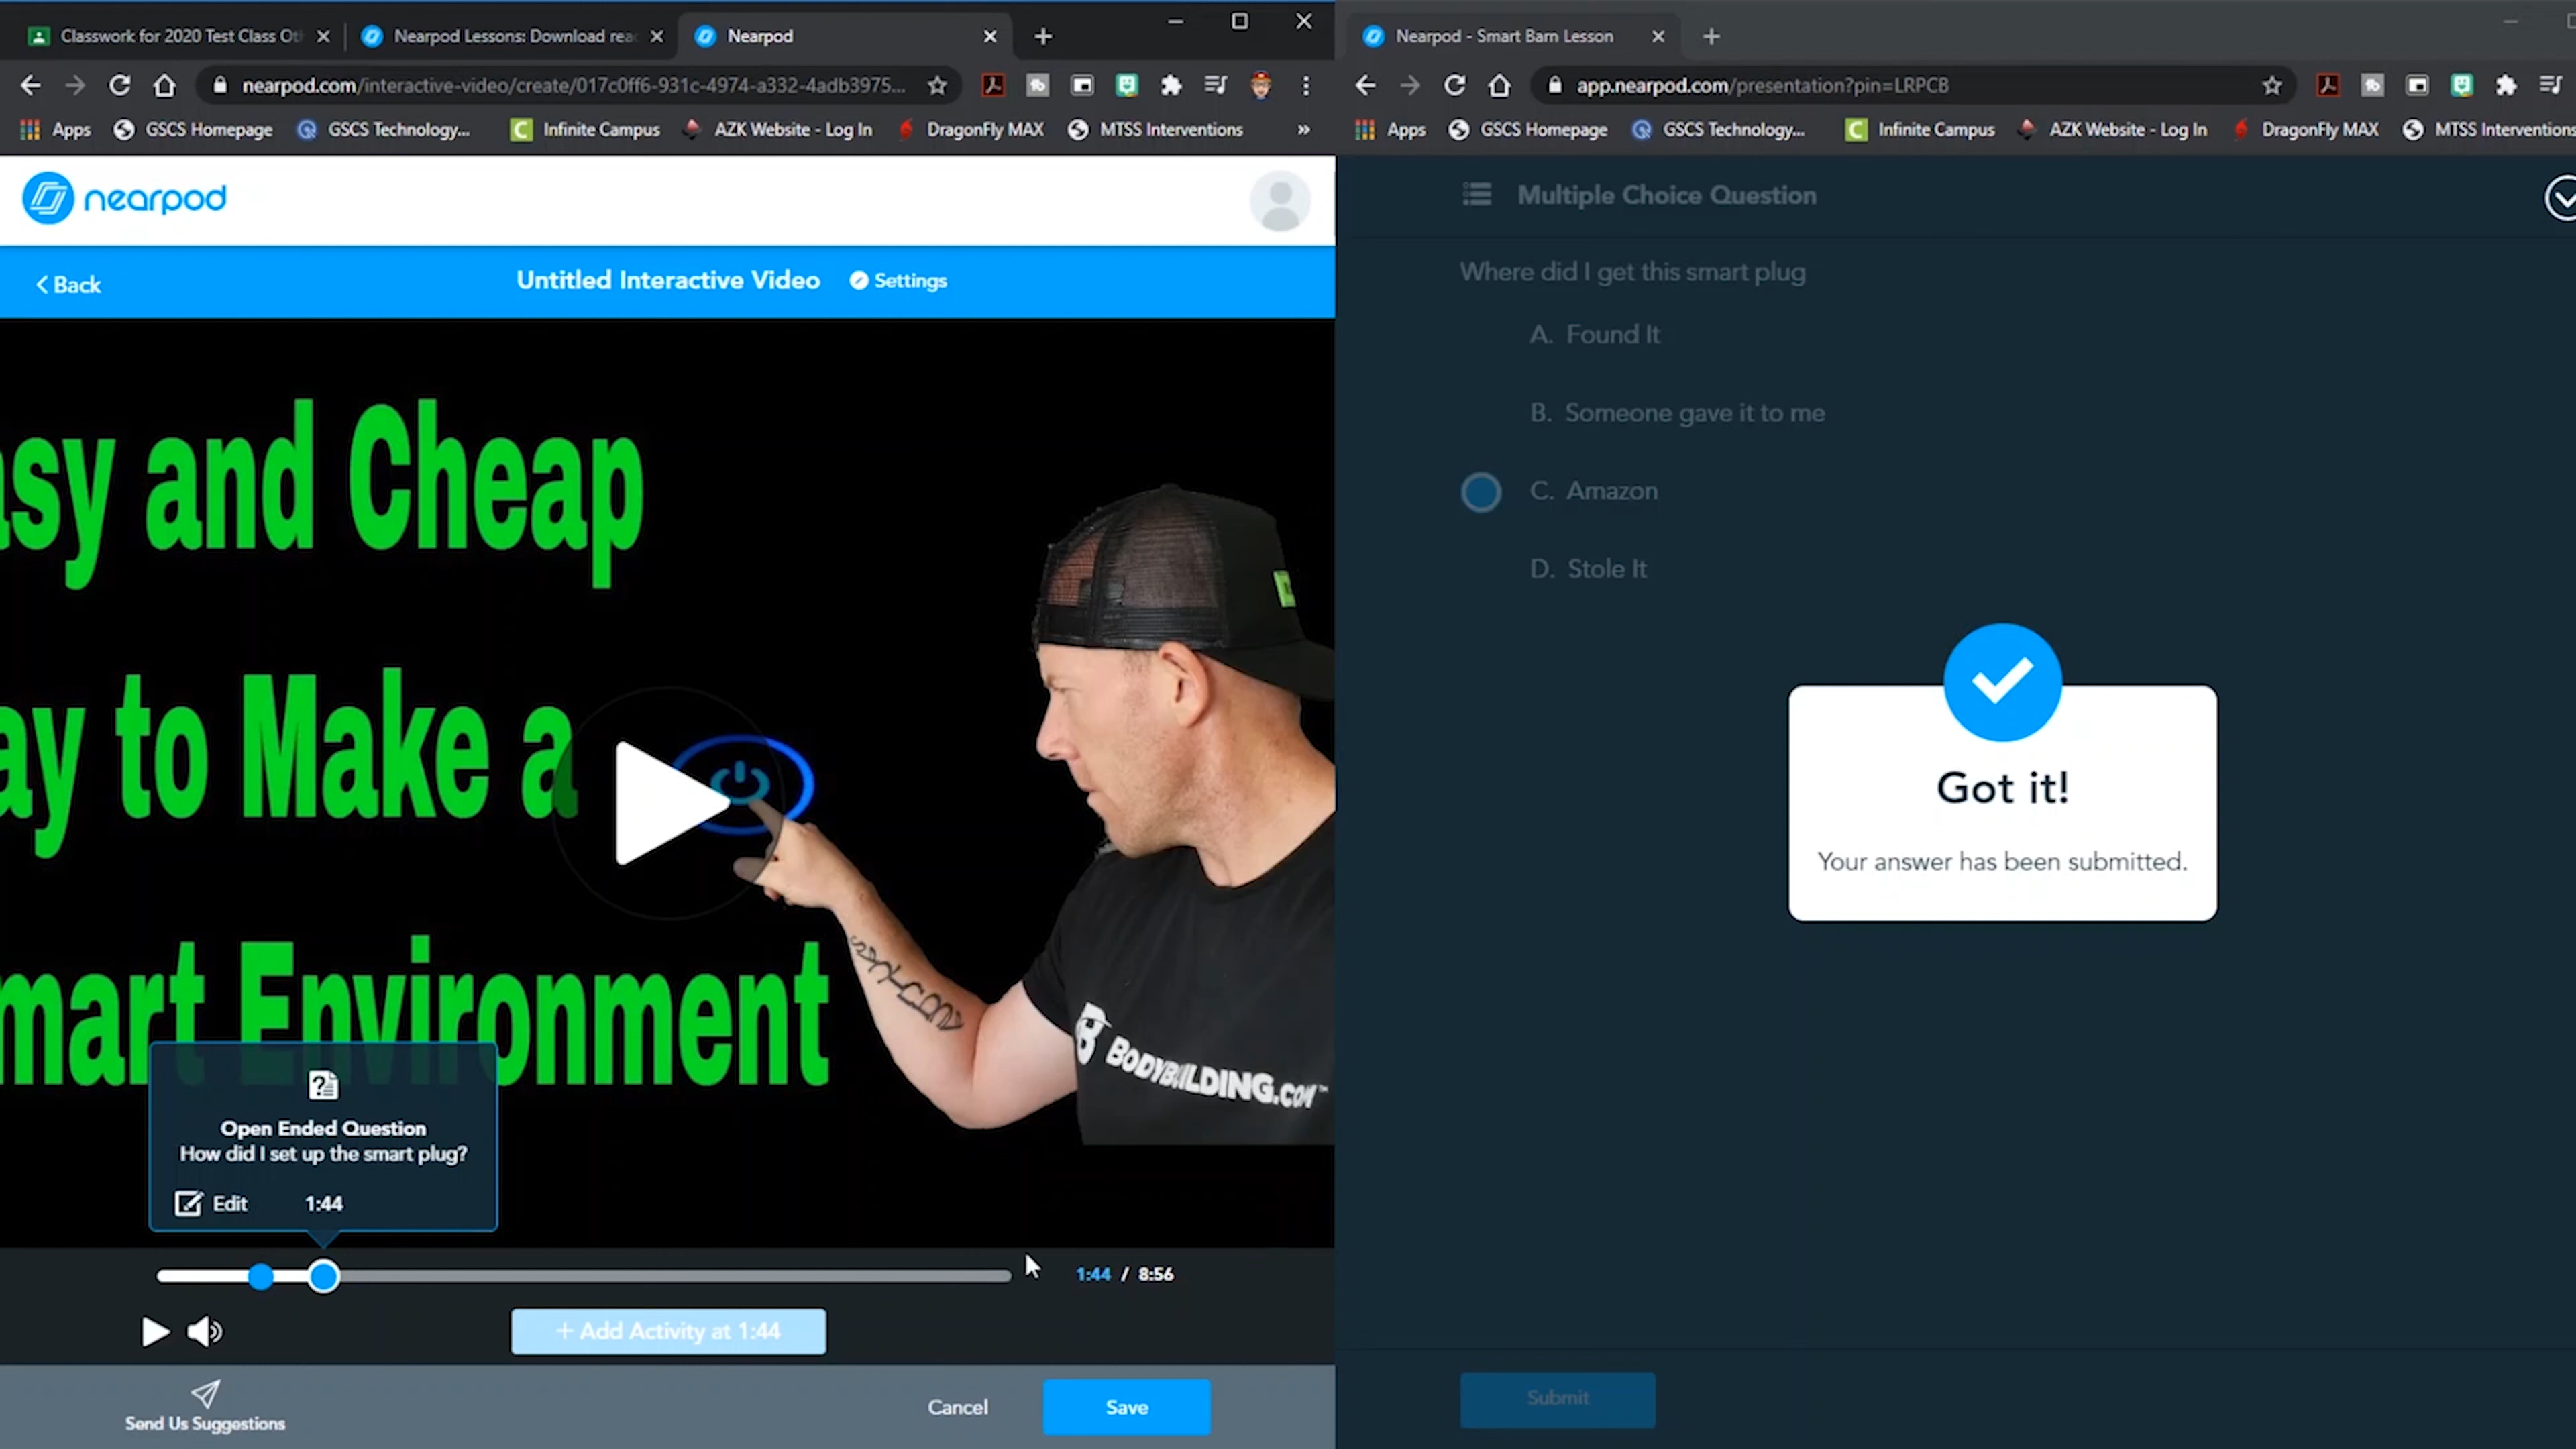 Classwork for 2020 Test Class Oth
Nearpod Lessons: Download rea
Nearpod
nearpod.com/interactive-video/create/017c0ff6-931c-4974-a332-4adb3975...
Apps
GSCS Homepage
GSCS Technology...
Infinite Campus
AZK Website - Log In
DragonFly MAX
MTSS Interventions
»
nearpod
Back
Untitled Interactive Video
Settings
asy and Cheap
ay to Make a
mart Environment
BODYBUILDING.COM™
Open Ended Question
How did I set up the smart plug?
Edit
1:44
1:44 / 8:56
+ Add Activity at 1:44
Send Us Suggestions
Cancel
Save
Nearpod - Smart Barn Lesson
app.nearpod.com/presentation?pin=LRPCB
Apps
GSCS Homepage
GSCS Technology...
Infinite Campus
AZK Website - Log In
DragonFly MAX
MTSS Interventions
Multiple Choice Question
Where did I get this smart plug
A. Found It
B. Someone gave it to me
C. Amazon
D. Stole It
Got it!
Your answer has been submitted.
Submit